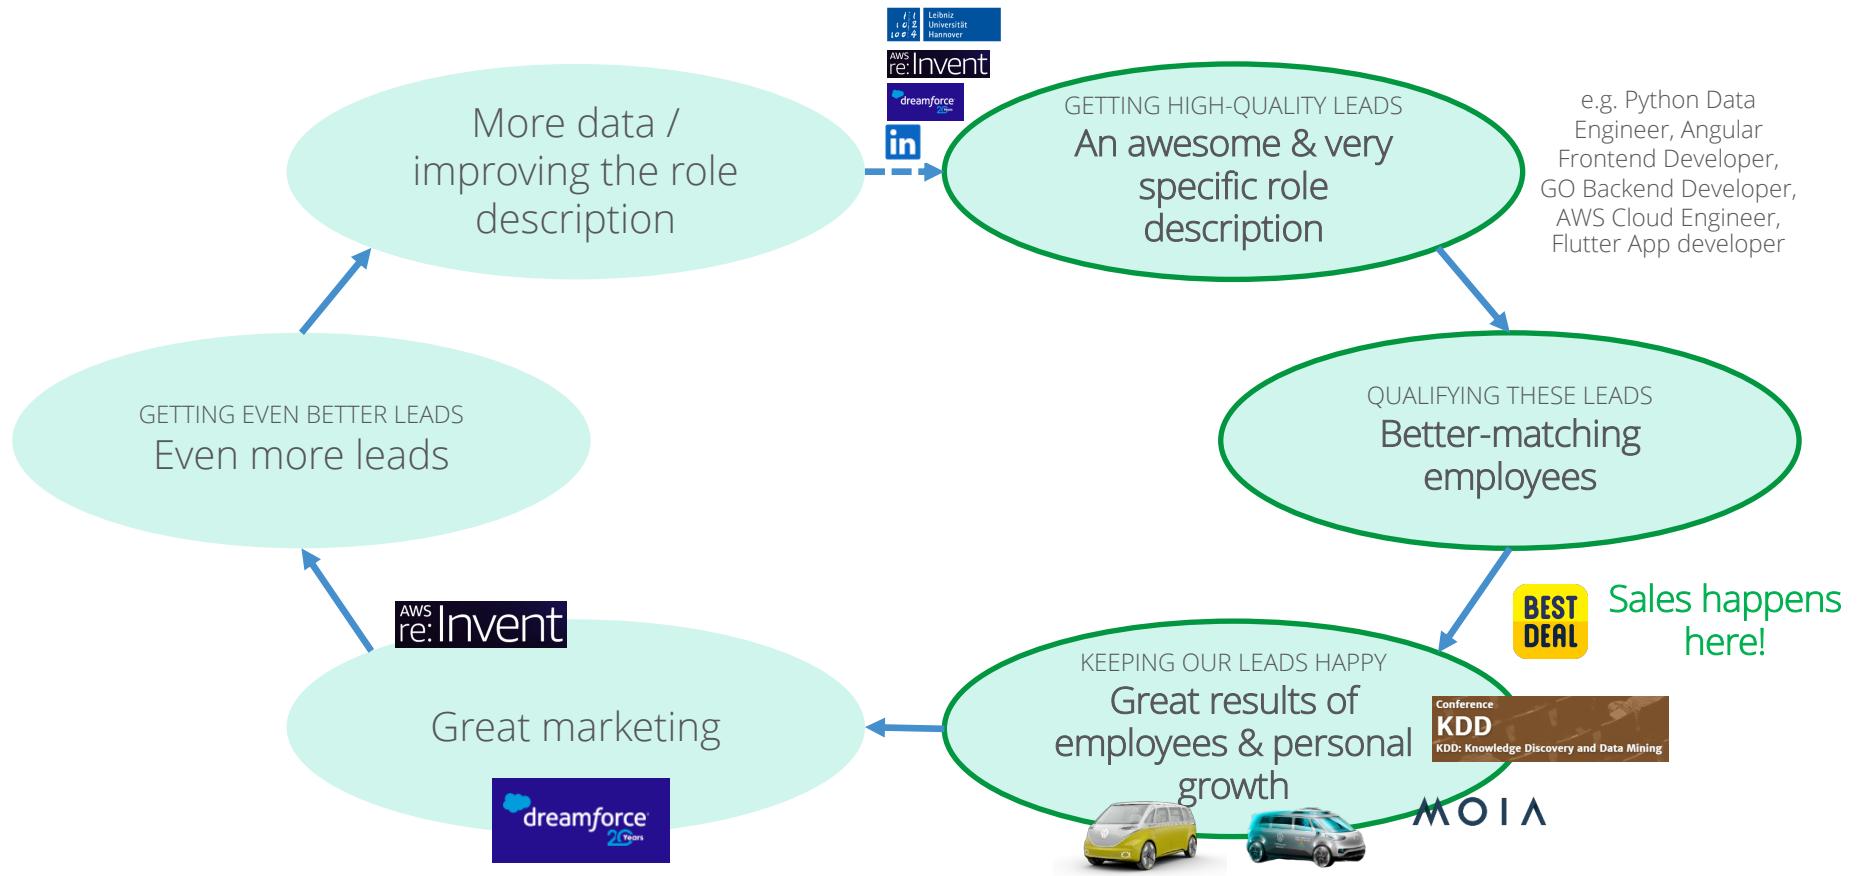 Leibniz
Universität
Hannover
AWS
re:Invent
dreamforce
20 Years
in
More data /
improving the role
description
GETTING HIGH-QUALITY LEADS
An awesome & very
specific role
description
e.g. Python Data
Engineer, Angular
Frontend Developer,
GO Backend Developer,
AWS Cloud Engineer,
Flutter App developer
GETTING EVEN BETTER LEADS
Even more leads
QUALIFYING THESE LEADS
Better-matching
employees
BEST
DEAL
Sales happens
here!
AWS
re:Invent
Great marketing
dreamforce
20 Years
KEEPING OUR LEADS HAPPY
Great results of
employees & personal
growth
Conference
KDD
KDD: Knowledge Discovery and Data Mining
MOIA